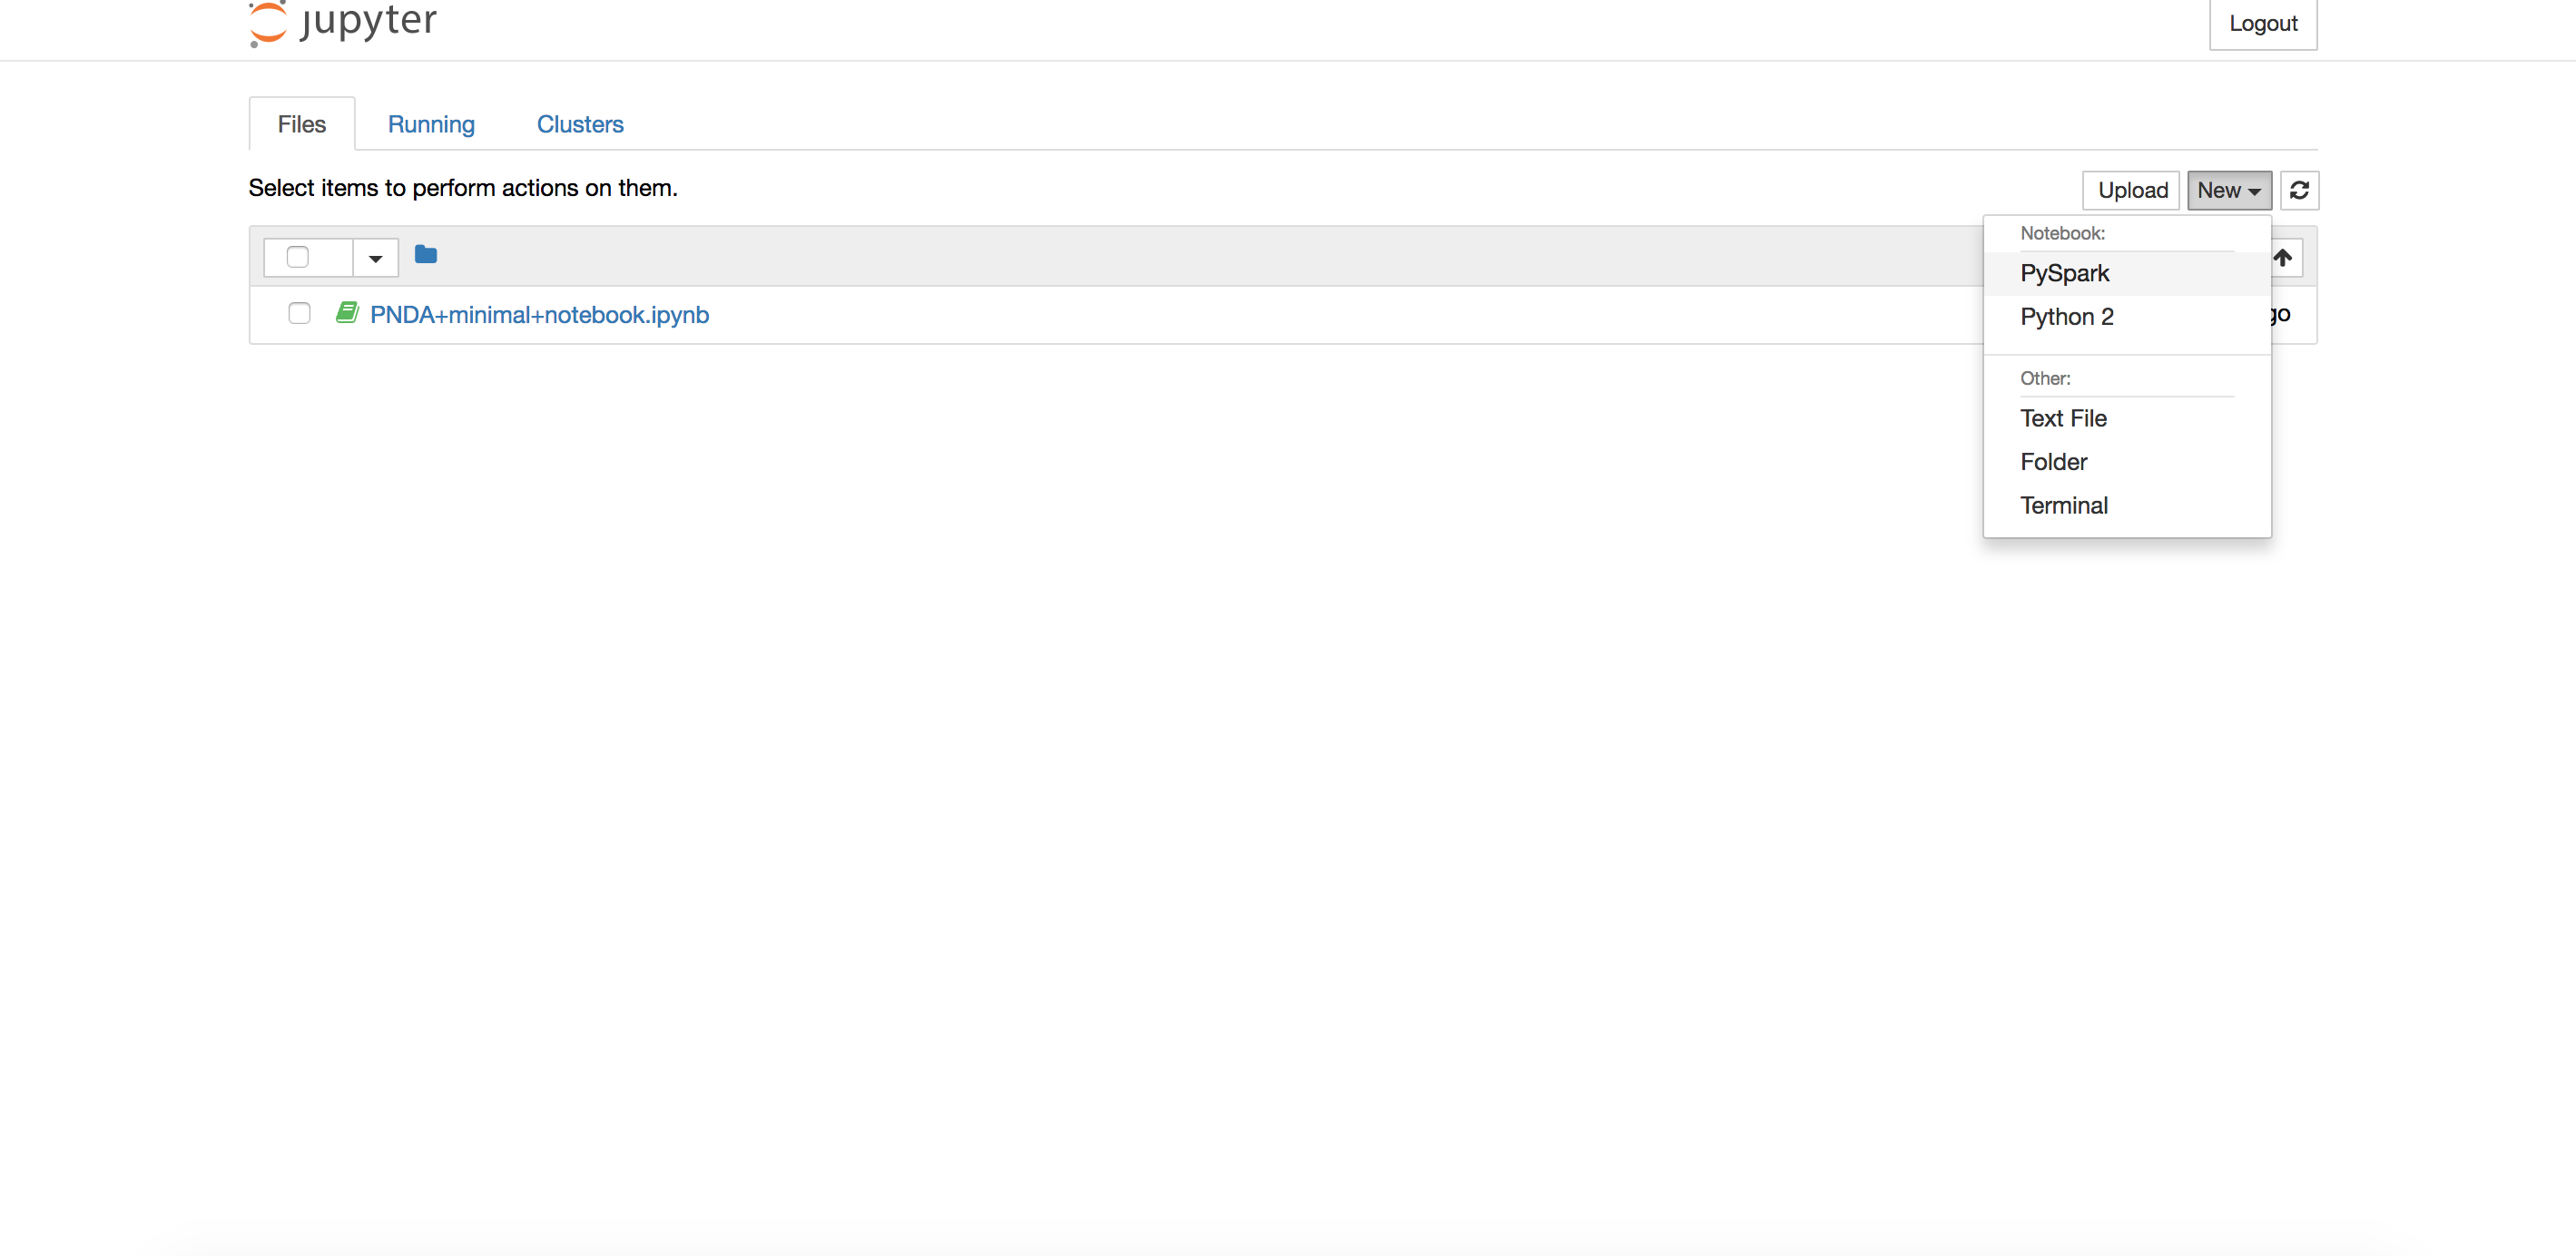 jupyter
Logout
Files Running Clusters
Select items to perform actions on them.
Upload New
Notebook:
PySpark
PNDA+minimal+notebook.ipynb
Python 2
go
Other:
Text File
Folder
Terminal